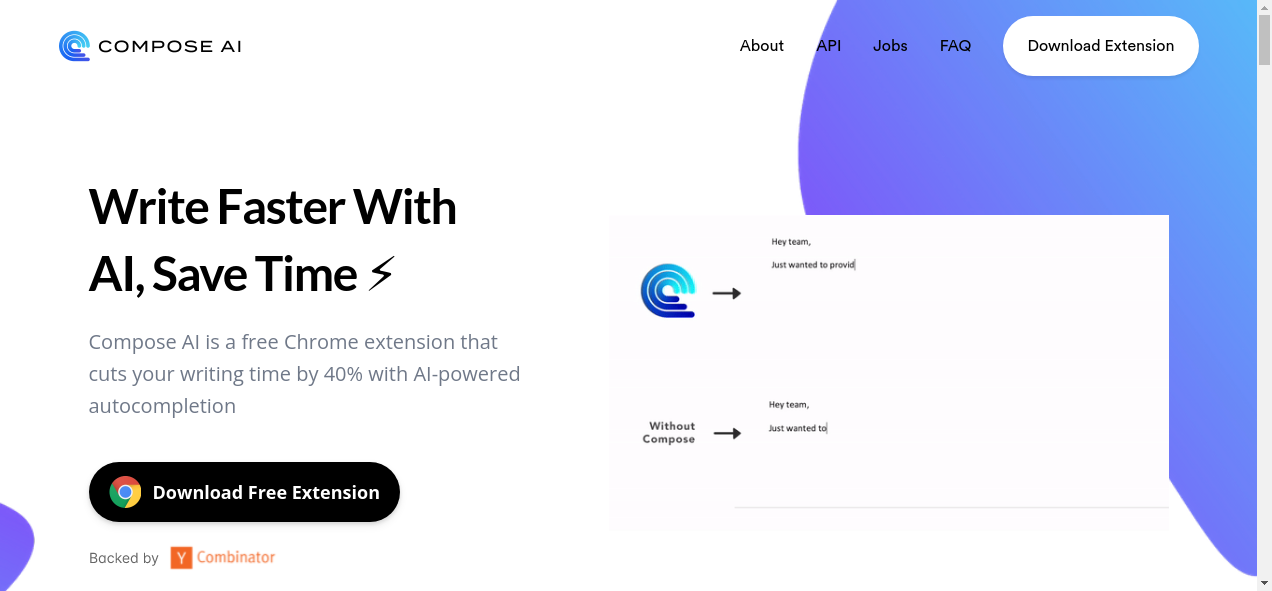 COMPOSE AI
About API Jobs FAQ Download Extension
Write Faster With
AI, Save Time ⚡
Compose AI is a free Chrome extension that
cuts your writing time by 40% with AI-powered
autocompletion
Download Free Extension
Backed by Y Combinator
Hey team,
Just wanted to provid
Without
Compose
Hey team,
Just wanted to